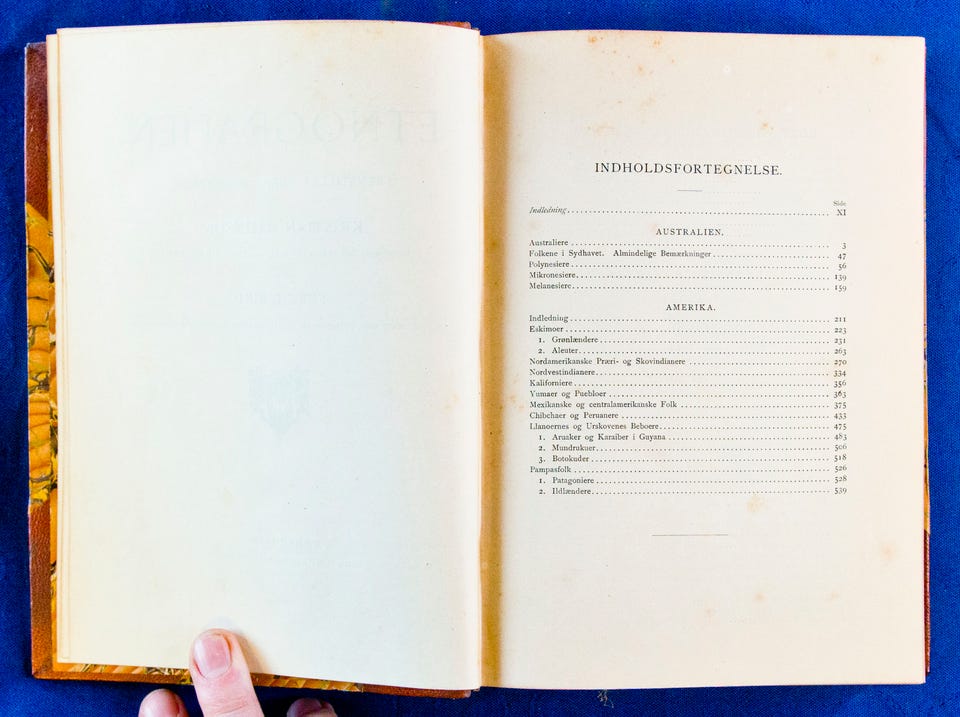 INDHOLDSFORTEGNELSE.
Side
Indledning XI
AUSTRALIEN.
Australiere 3
Folkene i Sydhavet. Almindelige Bemærkninger 47
Polynesiere 56
Mikronesiere 139
Melanesiere 159
AMERIKA.
Indledning 211
Eskimoer 223
1. Grønlændere 231
2. Aleuter 263
Nordamerikanske Præri- og Skovindianere 270
Nordvestindianere 334
Kaliforniere 356
Yumaer og Puebloer 363
Mexikanske og centralamerikanske Folk 375
Chibchaer og Peruanere 433
Llanoernes og Urskovenes Beboere 475
1. Aruaker og Karaiber i Guyana 483
2. Mundrukuer 506
3. Botokuder 518
Pampasfolk 526
1. Patagoniere 528
2. Ildlændere 539